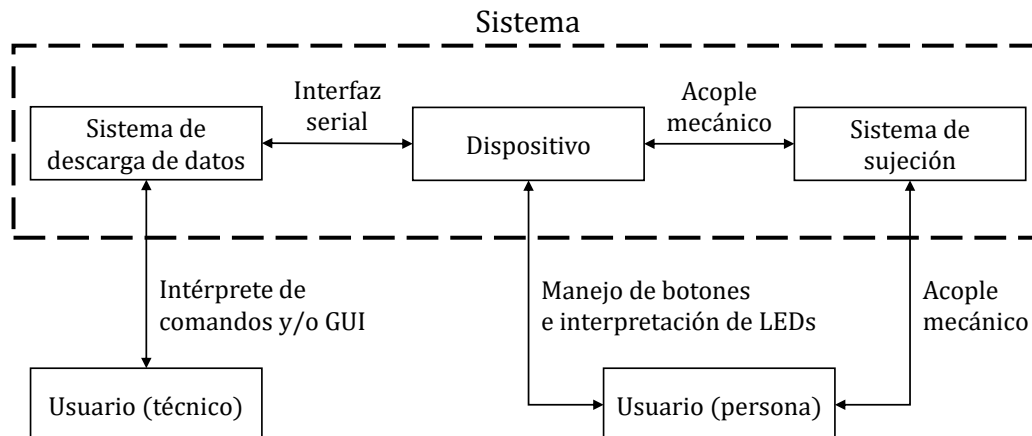 Sistema
Interfaz
serial
Acople
mecánico
Sistema de
descarga de datos
Dispositivo
Sistema de
sujeción
Intérprete de
comandos y/o GUI
Manejo de botones
e interpretación de LEDs
Acople
mecánico
Usuario (técnico)
Usuario (persona)